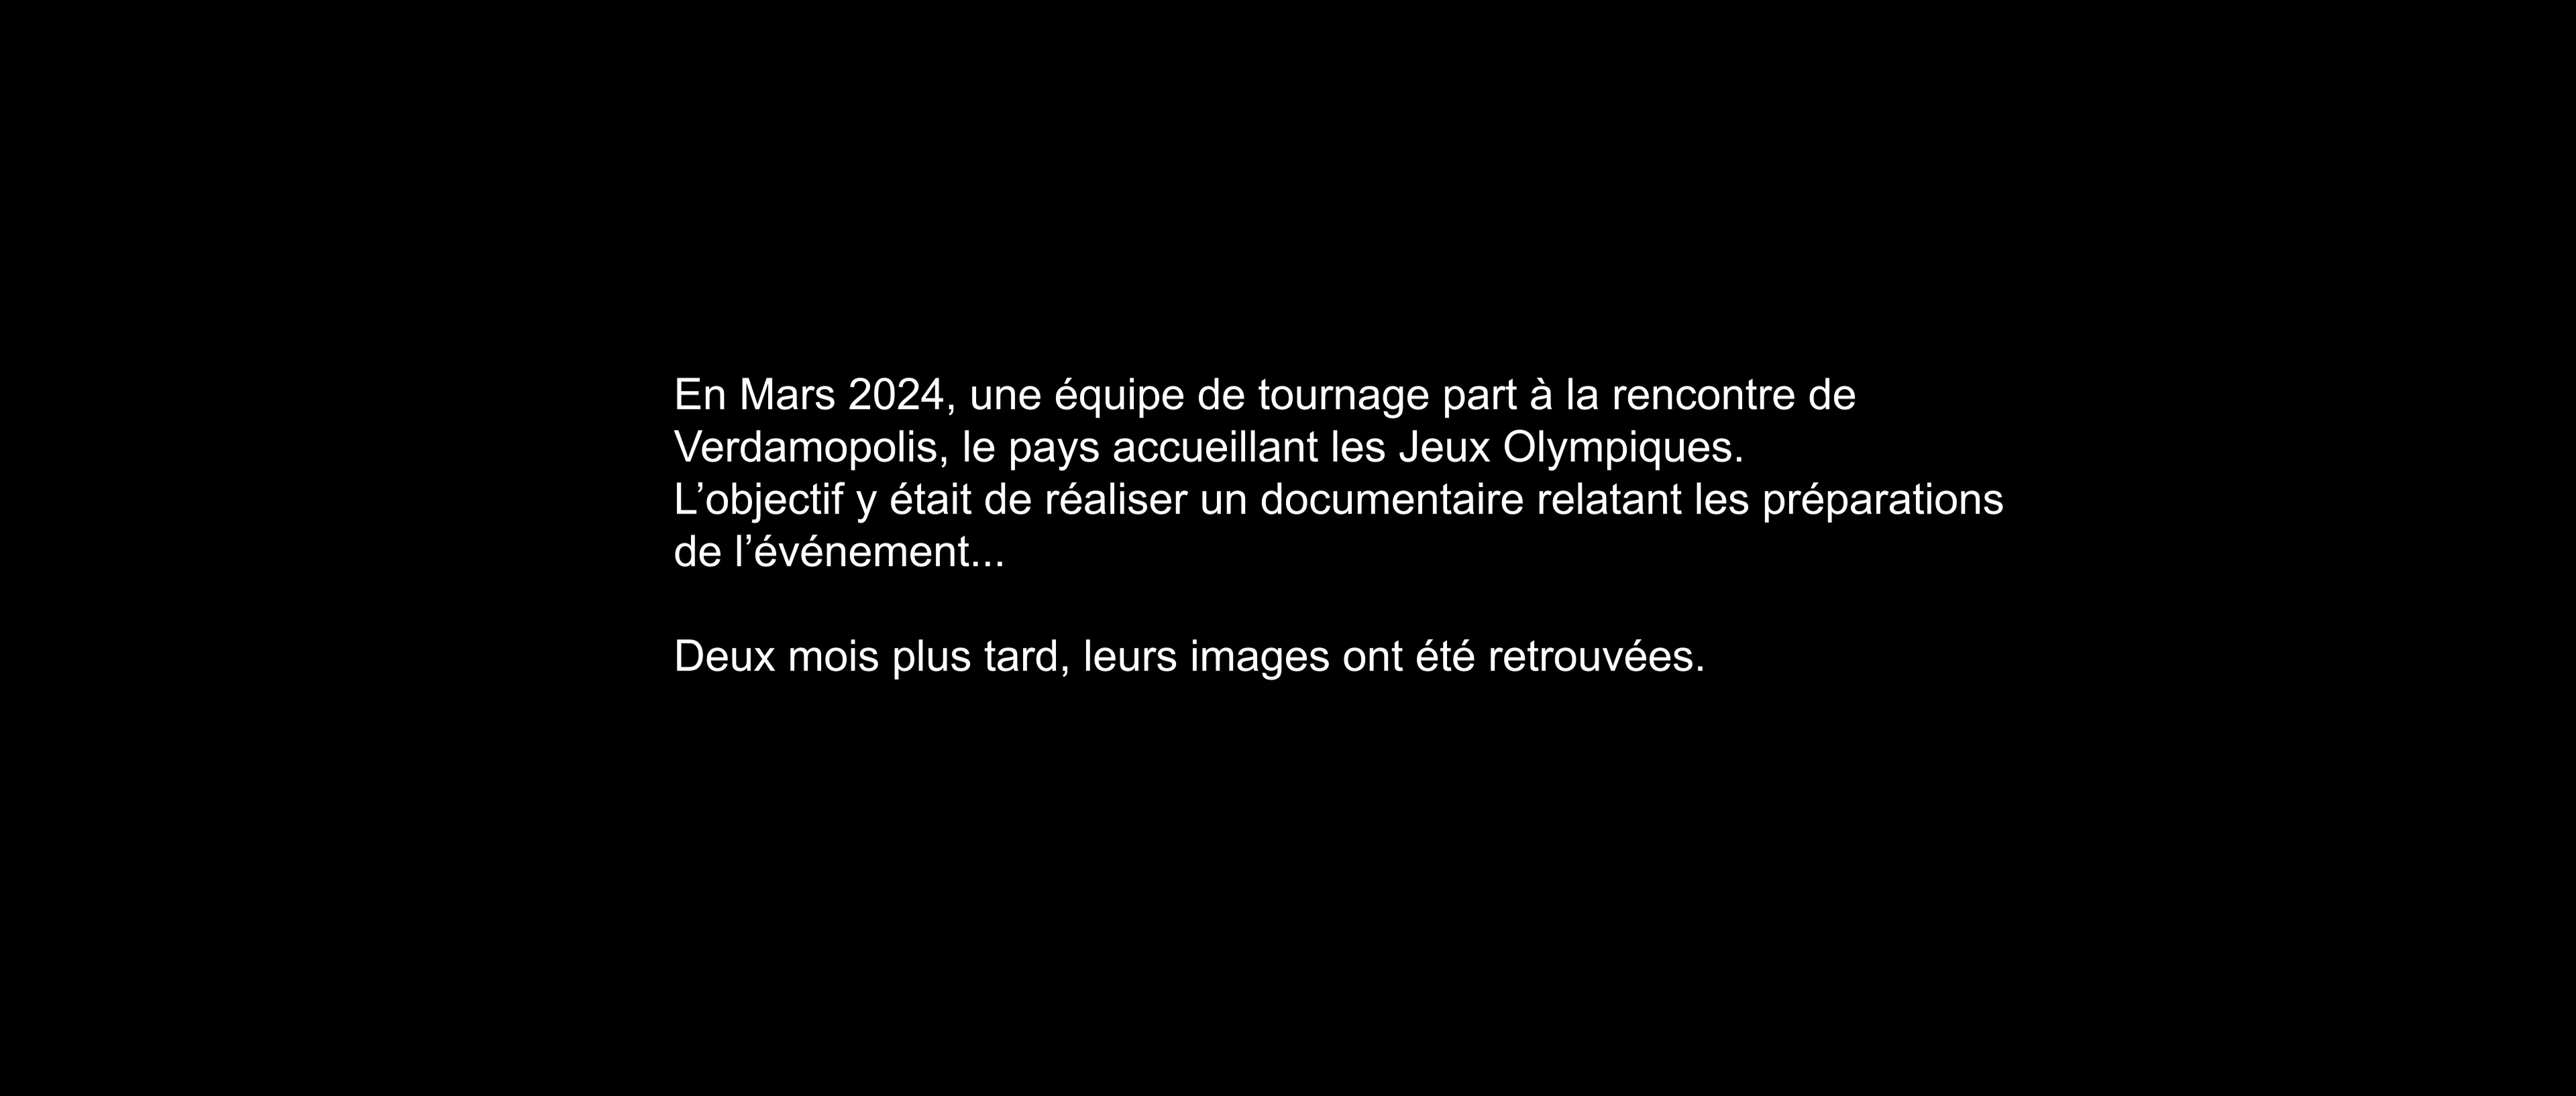 En Mars 2024, une équipe de tournage part à la rencontre de
Verdamopolis, le pays accueillant les Jeux Olympiques.
L’objectif y était de réaliser un documentaire relatant les préparations
de l’événement...
Deux mois plus tard, leurs images ont été retrouvées.